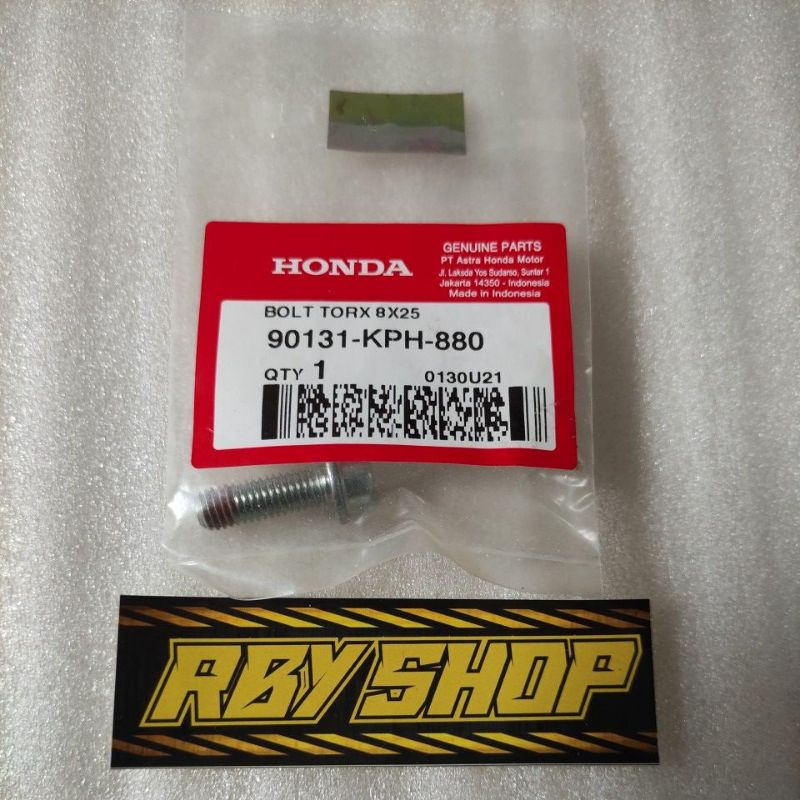 HONDA
GENUINE PARTS
PT Astra Honda Motor
Jl. Laksda Yos Sudarso, Sunter 1
Jakarta 14350 - Indonesia
Made in Indonesia
BOLT TORX 8X25
90131-KPH-880
QTY 1
0130U21
RBY SHOP